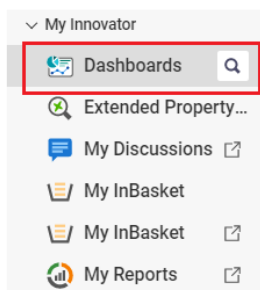 My Innovator
Dashboards
Extended Property...
My Discussions
My InBasket
My InBasket
My Reports